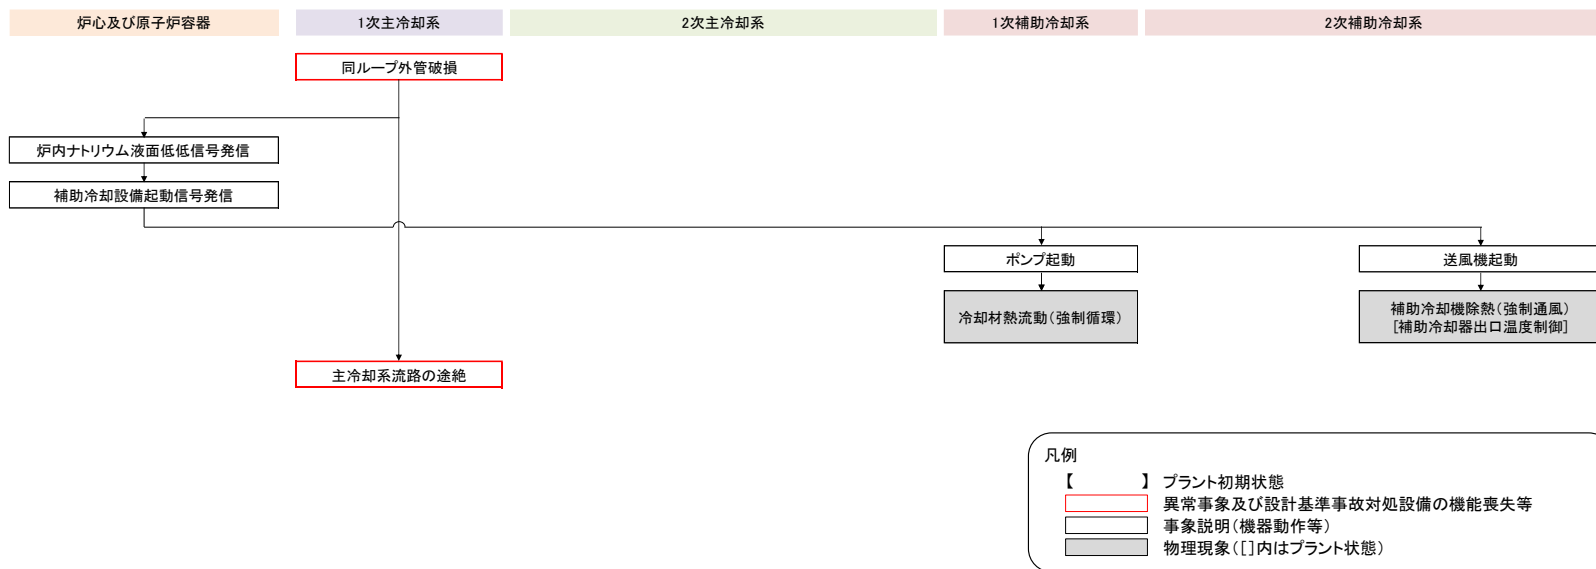 炉心及び原子炉容器
1次主冷却系
2次主冷却系
1次補助冷却系
2次補助冷却系
同ループ外管破損
炉内ナトリウム液面低低信号発信
補助冷却設備起動信号発信
ポンプ起動
送風機起動
冷却材熱流動(強制循環)
補助冷却機除熱(強制通風)
[補助冷却器出口温度制御]
主冷却系流路の途絶
凡例
【 】 プラント初期状態
異常事象及び設計基準事故対処設備の機能喪失等
事象説明(機器動作等)
物理現象([]内はプラント状態)